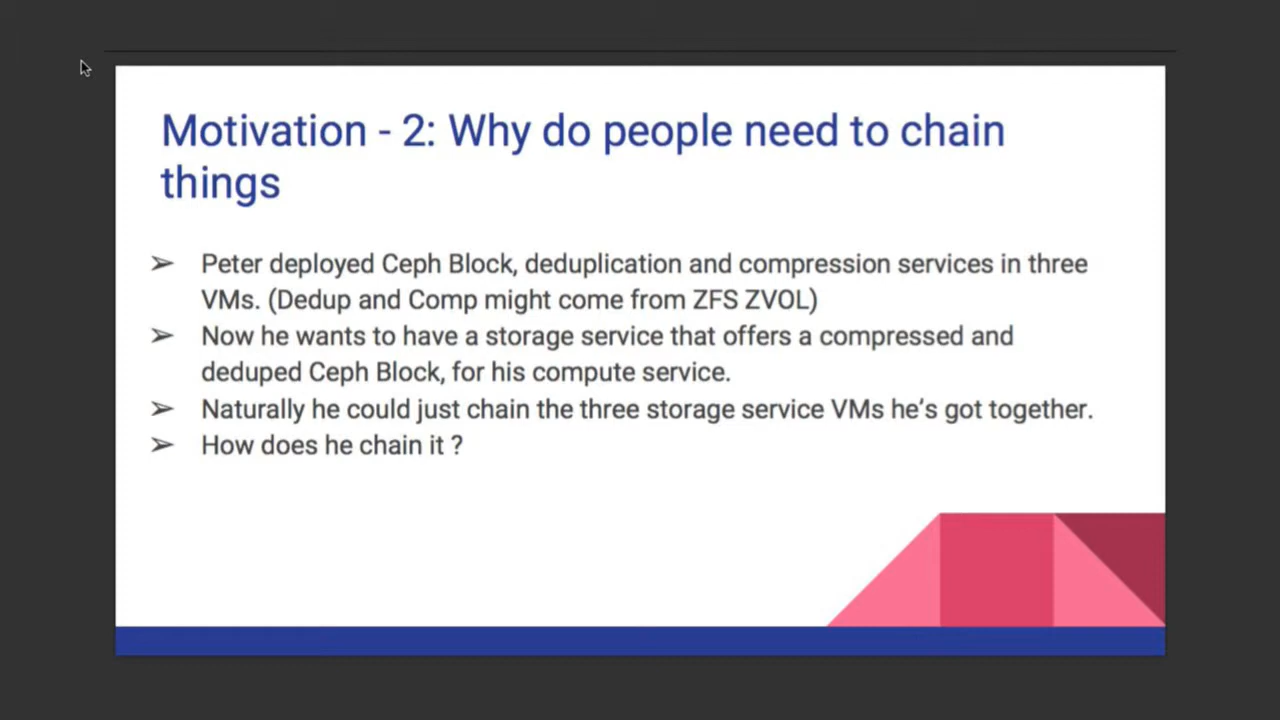 Motivation - 2: Why do people need to chain
things
➢ Peter deployed Ceph Block, deduplication and compression services in three
VMs. (Dedup and Comp might come from ZFS ZVOL)
➢ Now he wants to have a storage service that offers a compressed and
deduped Ceph Block, for his compute service.
➢ Naturally he could just chain the three storage service VMs he’s got together.
➢ How does he chain it ?